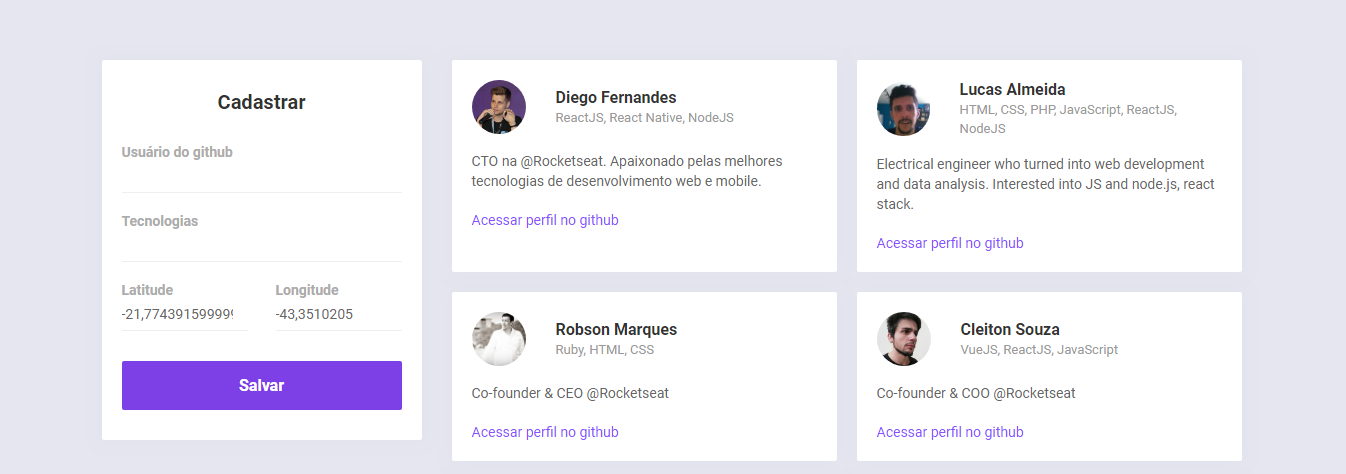 Cadastrar
Usuário do github
Tecnologias
Latitude
Longitude
-21,774391599999
-43,3510205
Salvar
Diego Fernandes
ReactJS, React Native, NodeJS
CTO na @Rocketseat. Apaixonado pelas melhores
tecnologias de desenvolvimento web e mobile.
Acessar perfil no github
Lucas Almeida
HTML, CSS, PHP, JavaScript, ReactJS,
NodeJS
Electrical engineer who turned into web development
and data analysis. Interested into JS and node.js, react
stack.
Acessar perfil no github
Robson Marques
Ruby, HTML, CSS
Co-founder & CEO @Rocketseat
Acessar perfil no github
Cleiton Souza
VueJS, ReactJS, JavaScript
Co-founder & COO @Rocketseat
Acessar perfil no github